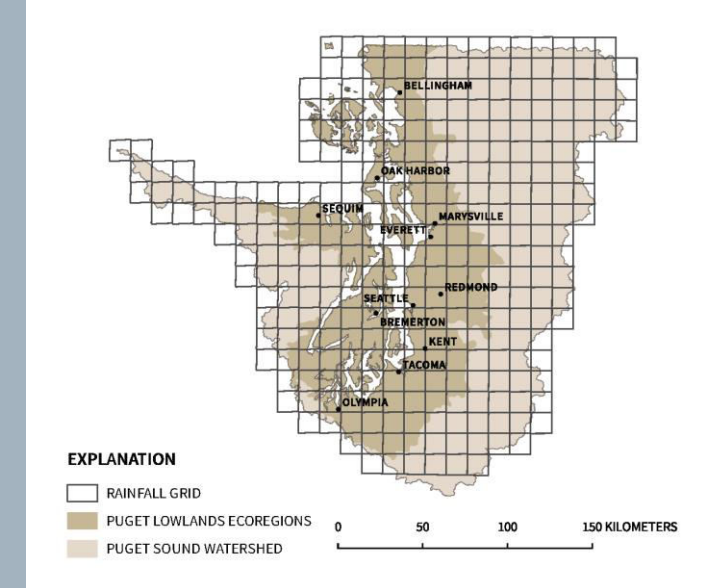 BELLINGHAM
OAK HARBOR
SEQUIM
MARYSVILLE
EVERETT
REDMOND
SEATTLE
BREMERTON
KENT
TACOMA
OLYMPIA
EXPLANATION
RAINFALL GRID
PUGET LOWLANDS ECOREGIONS
PUGET SOUND WATERSHED
0 50 100 150 KILOMETERS